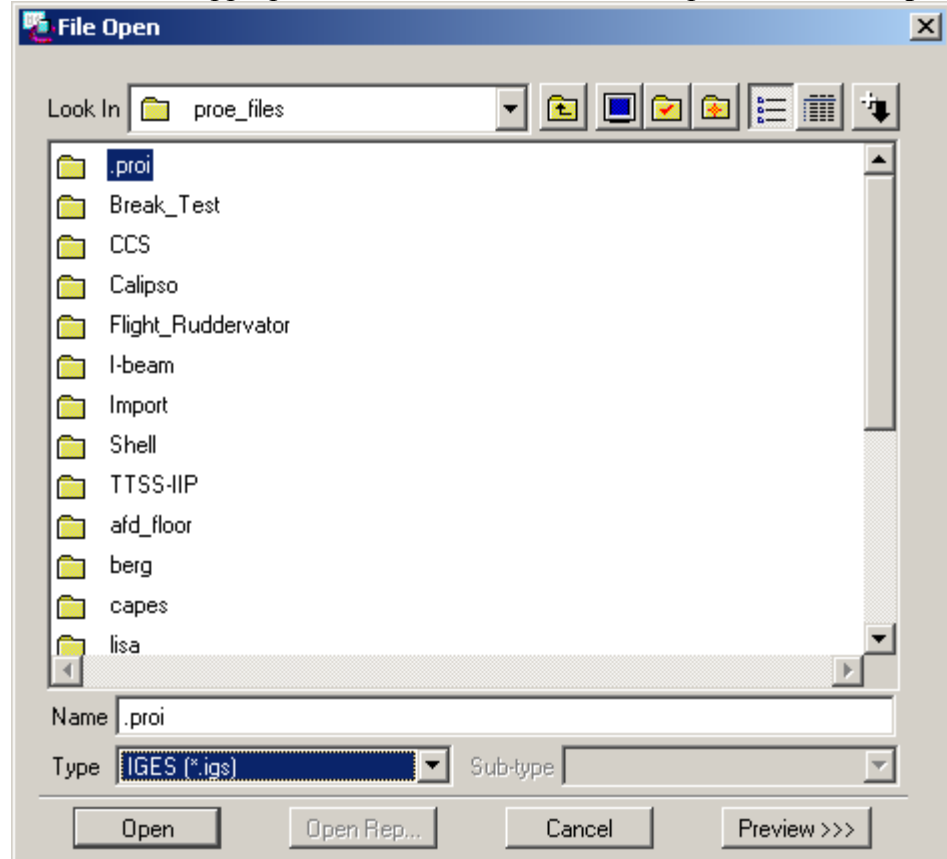 File Open
Look In proe_files
.proi
Break_Test
CCS
Calipso
Flight_Ruddervator
I-beam
Import
Shell
TTSS-IIP
afd_floor
berg
capes
lisa
Name .proi
Type IGES (*.igs) Sub-type
Open Open Rep... Cancel Preview >>>